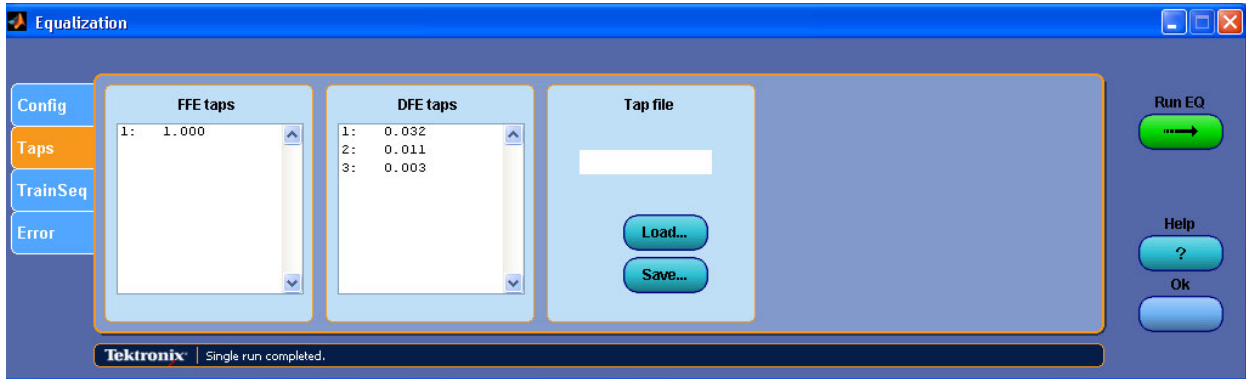 Equalization
Config
Taps
TrainSeq
Error
FFE taps
1: 1.000
DFE taps
1: 0.032
2: 0.011
3: 0.003
Tap file
Load...
Save...
Run EQ
Help
?
Ok
Tektronix Single run completed.